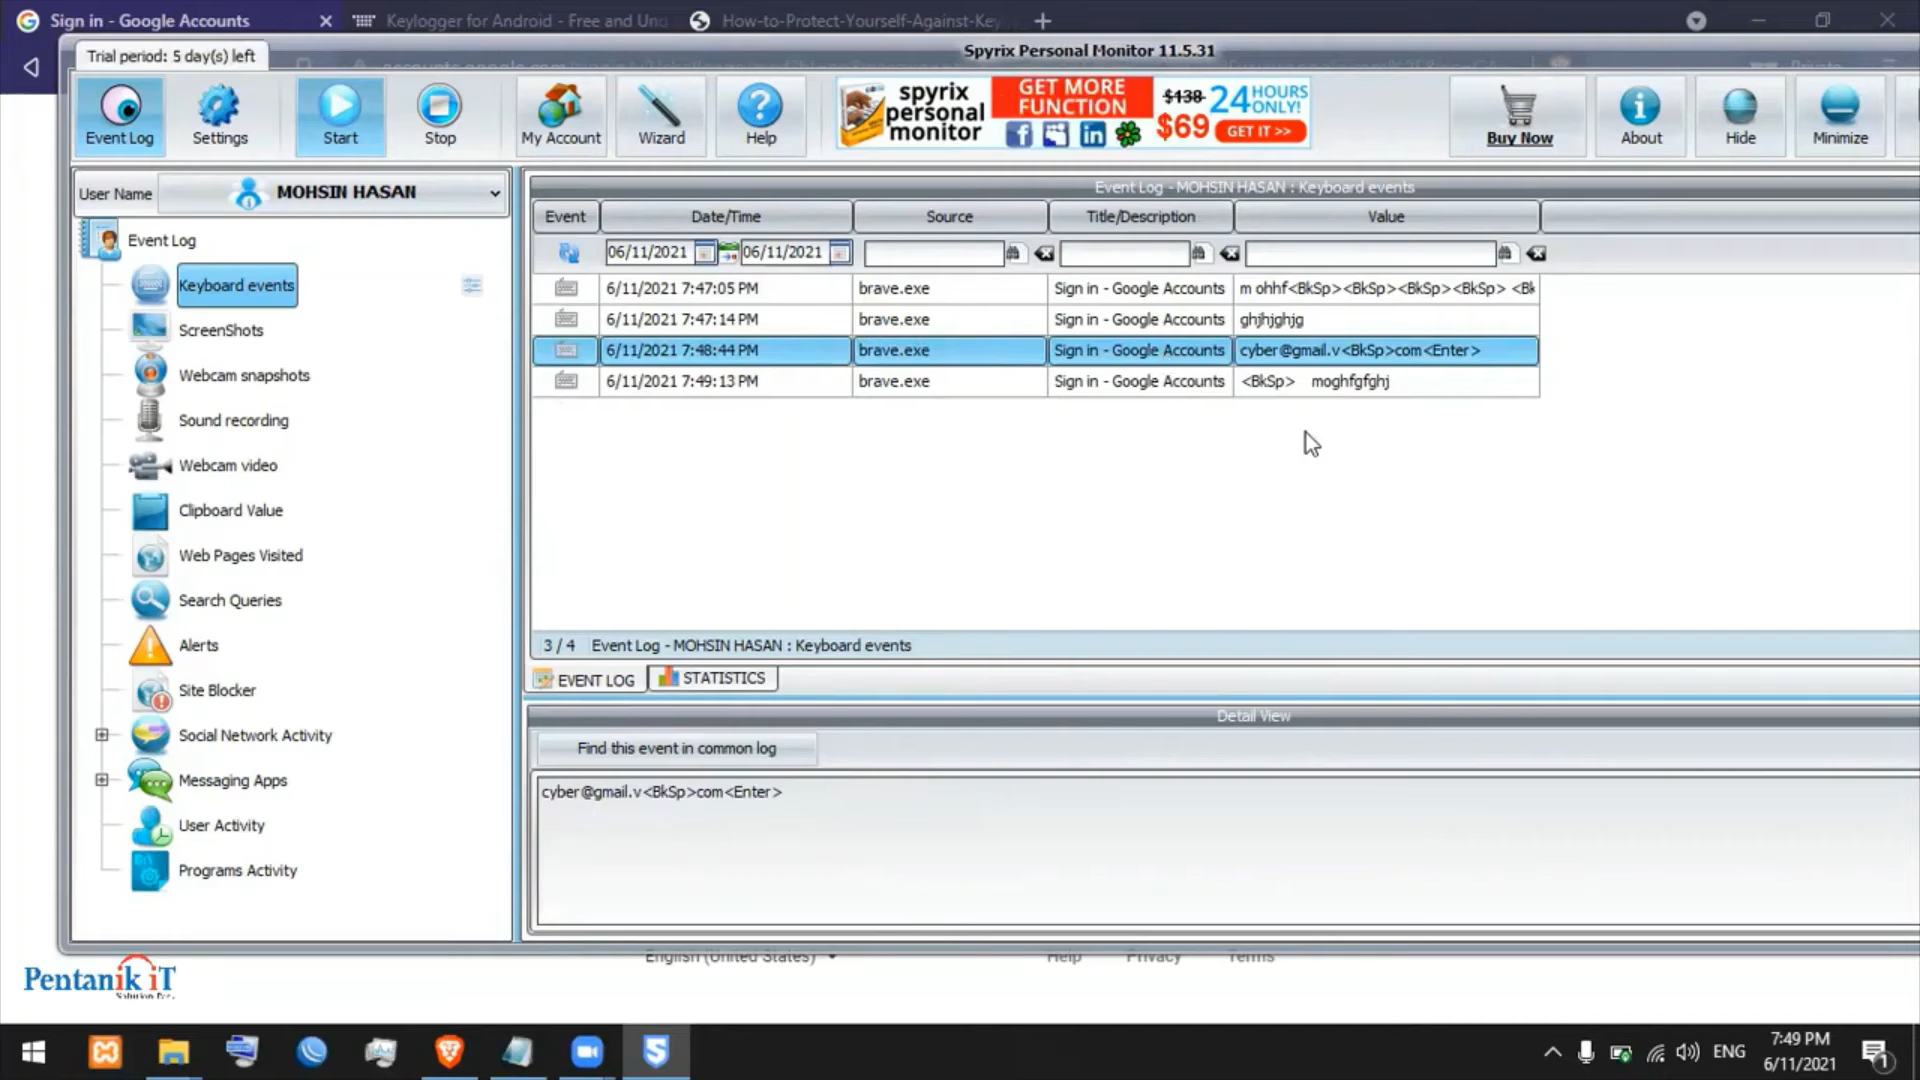 Sign in - Google Accounts
Keylogger for Android - Free and Und
How-to-Protect-Yourself-Against-Key
Trial period: 5 day(s) left
Spyrix Personal Monitor 11.5.31
Event Log
Settings
Start
Stop
My Account
Wizard
Help
spyrix personal monitor
GET MORE FUNCTION
$138
$69
24 HOURS ONLY!
GET IT >>
Buy Now
About
Hide
Minimize
User Name
MOHSIN HASAN
Event Log
Keyboard events
ScreenShots
Webcam snapshots
Sound recording
Webcam video
Clipboard Value
Web Pages Visited
Search Queries
Alerts
Site Blocker
Social Network Activity
Messaging Apps
User Activity
Programs Activity
Event Log - MOHSIN HASAN : Keyboard events
Event Date/Time Source Title/Description Value
06/11/2021 06/11/2021
6/11/2021 7:47:05 PM brave.exe Sign in - Google Accounts m ohhf<BkSp><BkSp><BkSp><BkSp> <Bk
6/11/2021 7:47:14 PM brave.exe Sign in - Google Accounts ghjhjghjg
6/11/2021 7:48:44 PM brave.exe Sign in - Google Accounts cyber@gmail.v<BkSp>com<Enter>
6/11/2021 7:49:13 PM brave.exe Sign in - Google Accounts <BkSp> moghfgfghj
3 / 4 Event Log - MOHSIN HASAN : Keyboard events
EVENT LOG
STATISTICS
Detail View
Find this event in common log
cyber@gmail.v<BkSp>com<Enter>
English (United States)
Help
Privacy
Terms
Pentanik iT
ENG
7:49 PM
6/11/2021
1